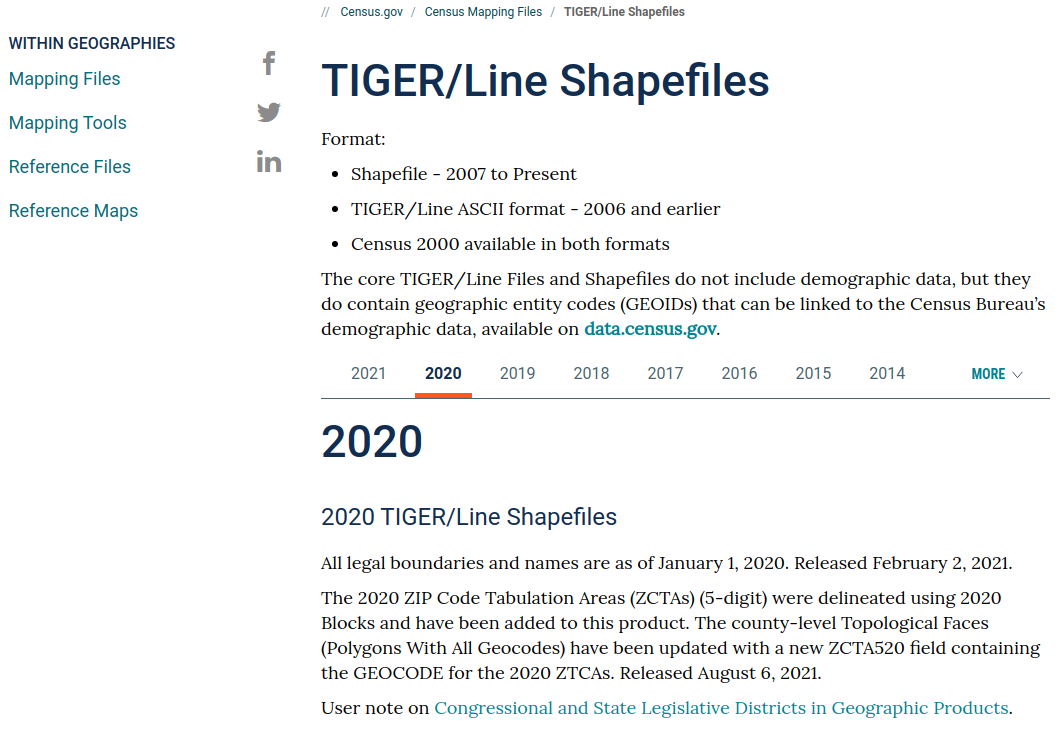 // Census.gov / Census Mapping Files / TIGER/Line Shapefiles
WITHIN GEOGRAPHIES
Mapping Files
Mapping Tools
Reference Files
Reference Maps
TIGER/Line Shapefiles
Format:
• Shapefile - 2007 to Present
• TIGER/Line ASCII format - 2006 and earlier
• Census 2000 available in both formats
The core TIGER/Line Files and Shapefiles do not include demographic data, but they
do contain geographic entity codes (GEOIDs) that can be linked to the Census Bureau's
demographic data, available on data.census.gov.
2021 2020 2019 2018 2017 2016 2015 2014 MORE
2020
2020 TIGER/Line Shapefiles
All legal boundaries and names are as of January 1, 2020. Released February 2, 2021.
The 2020 ZIP Code Tabulation Areas (ZCTAs) (5-digit) were delineated using 2020
Blocks and have been added to this product. The county-level Topological Faces
(Polygons With All Geocodes) have been updated with a new ZCTA520 field containing
the GEOCODE for the 2020 ZTCAs. Released August 6, 2021.
User note on Congressional and State Legislative Districts in Geographic Products.